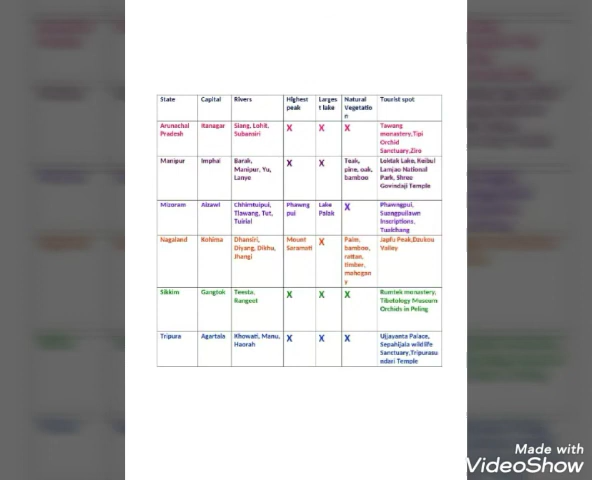 State Capital Rivers Highest peak Larges t lake Natural Vegetatio n Tourist spot
Arunachal Pradesh Itanagar Siang, Lohit, Subansiri X X X Tawang monastery,Tipi Orchid Sanctuary,Ziro
Manipur Imphal Barak, Manipur, Yu, Lanye X X Teak, pine, oak, bamboo Loktak Lake, Keibul Lamjao National Park, Shree Govindaji Temple
Mizoram Aizawl Chhimtuipui, Tlawang, Tut, Tuirial Phawng pui Lake Palak X Phawngpui, Suangpuilawn Inscriptions, Tualchang
Nagaland Kohima Dhansiri, Diyang, Dikhu, Jhangi Mount Saramati X Palm, bamboo, rattan, timber, mahogan y Japfu Peak,Dzukou Valley
Sikkim Gangtok Teesta, Rangeet X X X Rumtek monastery, Tibetology Museum Orchids in Peling
Tripura Agartala Khowati, Manu, Haorah X X X Ujjayanta Palace, Sepahijala wild life Sanctuary,Tripurasu ndari Temple
Made with
VideoShow